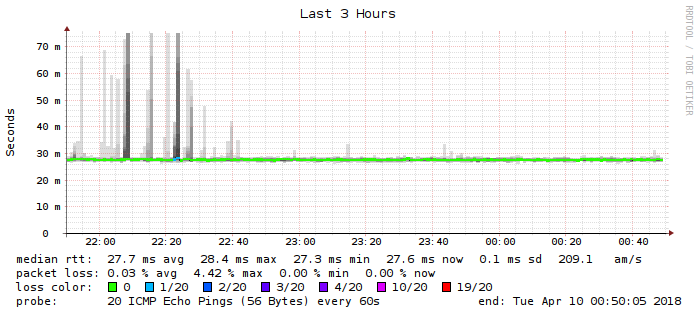 Last 3 Hours
RRDTOOL / TOBI OETIKER
Seconds
70 m
60 m
50 m
40 m
30 m
20 m
10 m
0
22:00 22:20 22:40 23:00 23:20 23:40 00:00 00:20 00:40
median rtt: 27.7 ms avg 28.4 ms max 27.3 ms min 27.6 ms now 0.1 ms sd 209.1 am/s
packet loss: 0.03 % avg 4.42 % max 0.00 % min 0.00 % now
loss color: 0 1/20 2/20 3/20 4/20 10/20 19/20
probe: 20 ICMP Echo Pings (56 Bytes) every 60s end: Tue Apr 10 00:50:05 2018